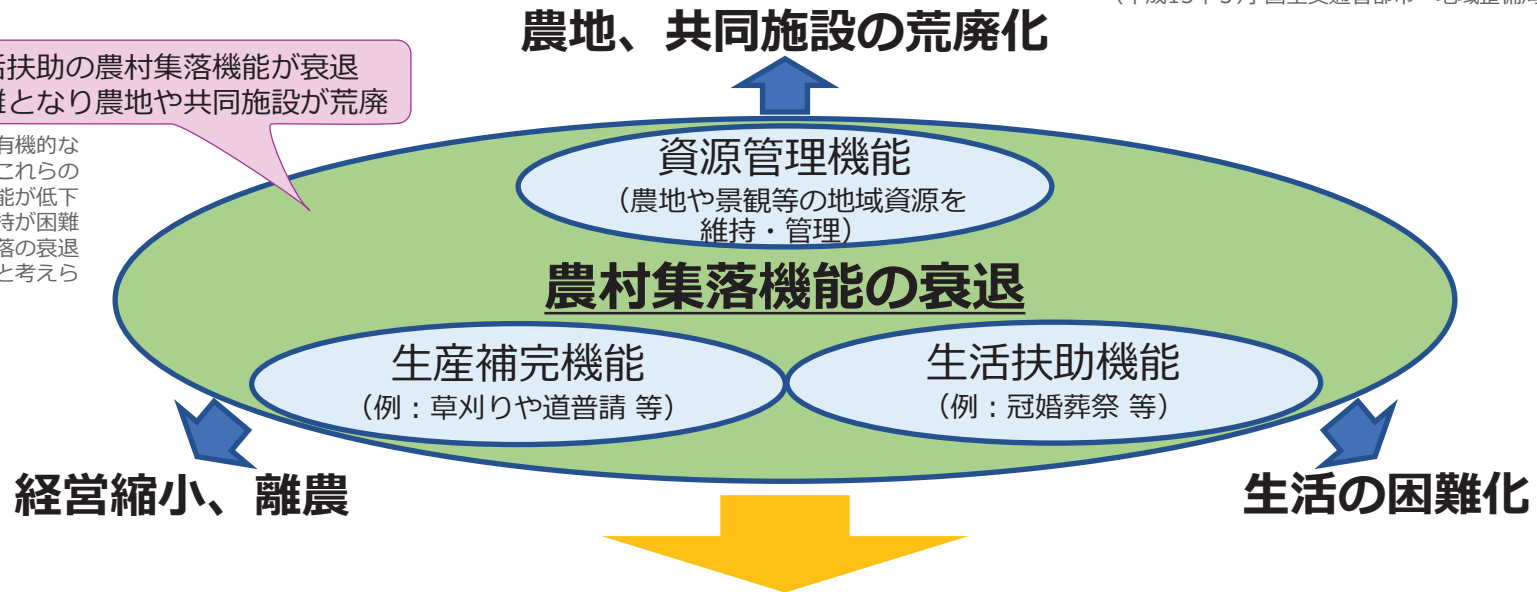 農地、共同施設の荒廃化
活扶助の農村集落機能が衰退
難となり農地や共同施設が荒廃
有機的な
これらの
能が低下
持が困難
落の衰退
と考えら
資源管理機能
（農地や景観等の地域資源を
維持・管理）
農村集落機能の衰退
生産補完機能
（例：草刈りや道普請 等）
生活扶助機能
（例：冠婚葬祭 等）
経営縮小、離農
生活の困難化